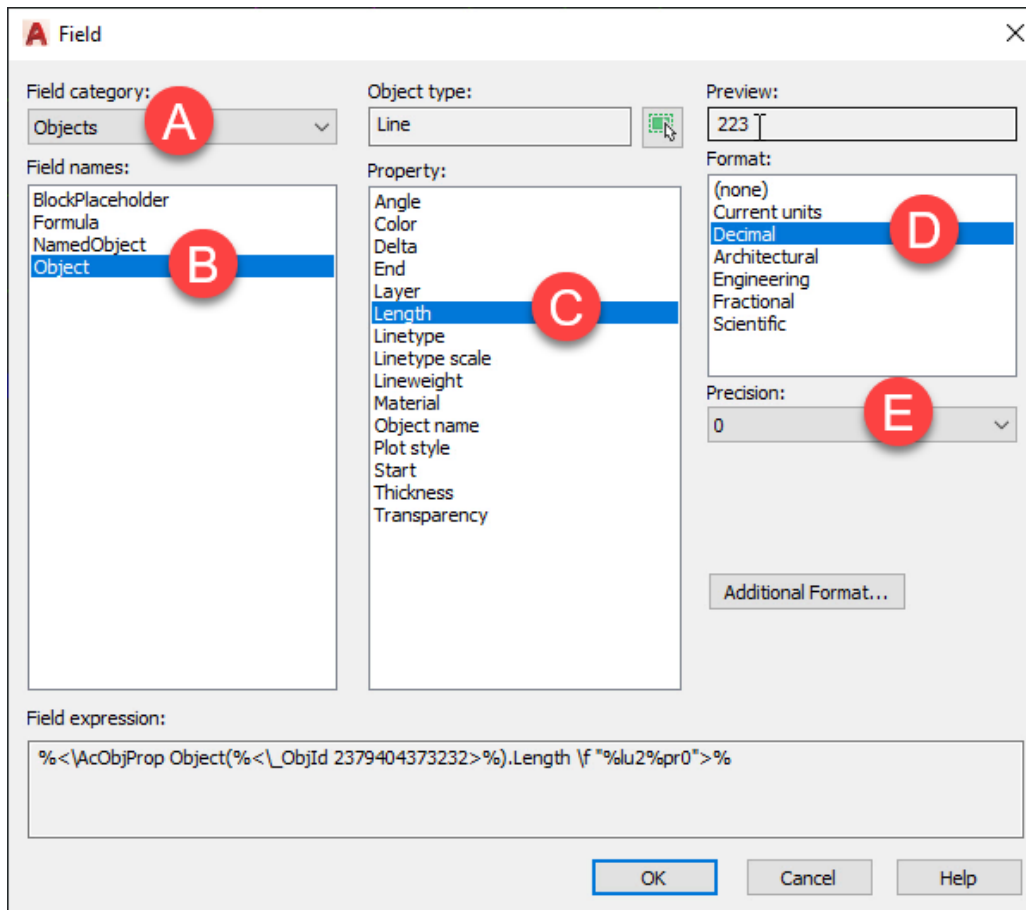 Field
Field category:
Objects
A
Field names:
BlockPlaceholder
Formula
NamedObject
Object
B
Object type:
Line
Property:
Angle
Color
Delta
End
Layer
Length
C
Linetype
Linetype scale
Lineweight
Material
Object name
Plot style
Start
Thickness
Transparency
Preview:
223
Format:
(none)
Current units
Decimal
D
Architectural
Engineering
Fractional
Scientific
Precision:
0
E
Additional Format...
Field expression:
%<\AcObjProp Object(%<\_ObjId 2379404373232>%).Length \f "%lu2%pr0">%
OK
Cancel
Help